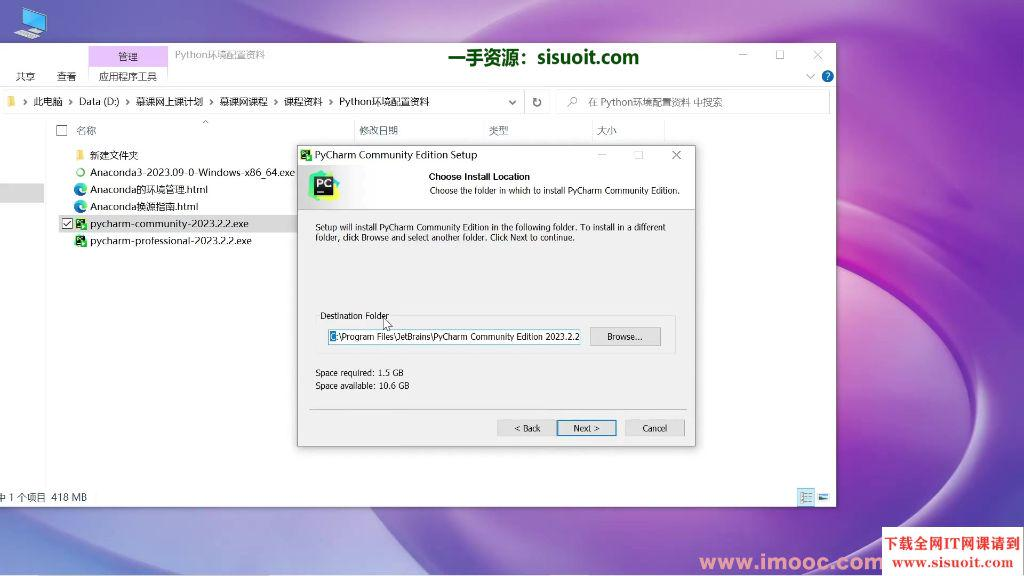 管理
Python环境配置资料
一手资源：sisuoit.com
共享
查看
应用程序工具
此电脑 > Data (D:) > 慕课网上课计划 > 慕课网课程 > 课程资料 > Python环境配置资料
在 Python环境配置资料 中搜索
名称
修改日期
类型
大小
新建文件夹
Anaconda3-2023.09-0-Windows-x86_64.exe
Anaconda的环境管理.html
Anaconda换源指南.html
pycharm-community-2023.2.2.exe
pycharm-professional-2023.2.2.exe
PyCharm Community Edition Setup
PC
Choose Install Location
Choose the folder in which to install PyCharm Community Edition.
Setup will install PyCharm Community Edition in the following folder. To install in a different
folder, click Browse and select another folder. Click Next to continue.
Destination Folder
C:\Program Files\JetBrains\PyCharm Community Edition 2023.2.2
Browse...
Space required: 1.5 GB
Space available: 10.6 GB
< Back
Next >
Cancel
中 1 个项目 418 MB
www.imooc.com
下载全网IT网课请到
www.sisuoit.com